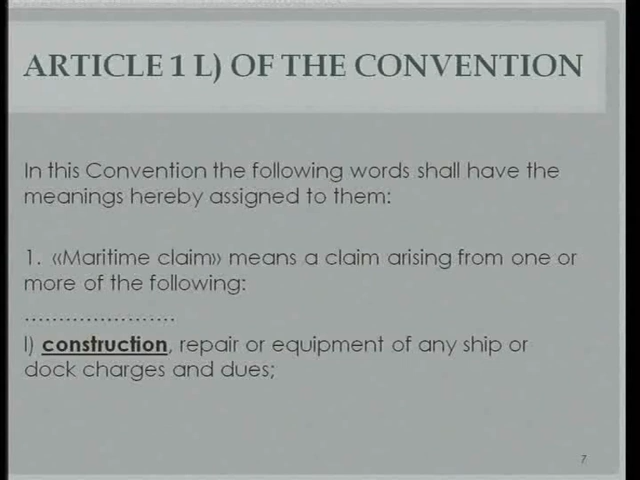 ARTICLE 1 L) OF THE CONVENTION
In this Convention the following words shall have the
meanings hereby assigned to them:
1. «Maritime claim» means a claim arising from one or
more of the following:
......................
l) construction, repair or equipment of any ship or
dock charges and dues;
7